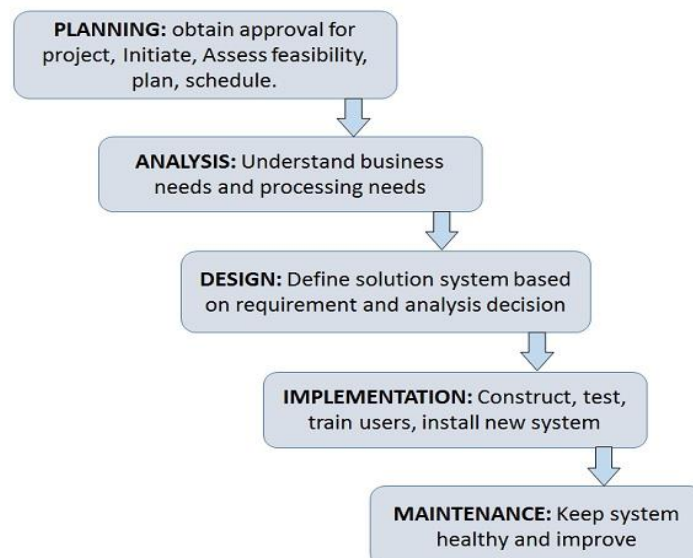 PLANNING: obtain approval for
project, Initiate, Assess feasibility,
plan, schedule.
ANALYSIS: Understand business
needs and processing needs
DESIGN: Define solution system based
on requirement and analysis decision
IMPLEMENTATION: Construct, test,
train users, install new system
MAINTENANCE: Keep system
healthy and improve